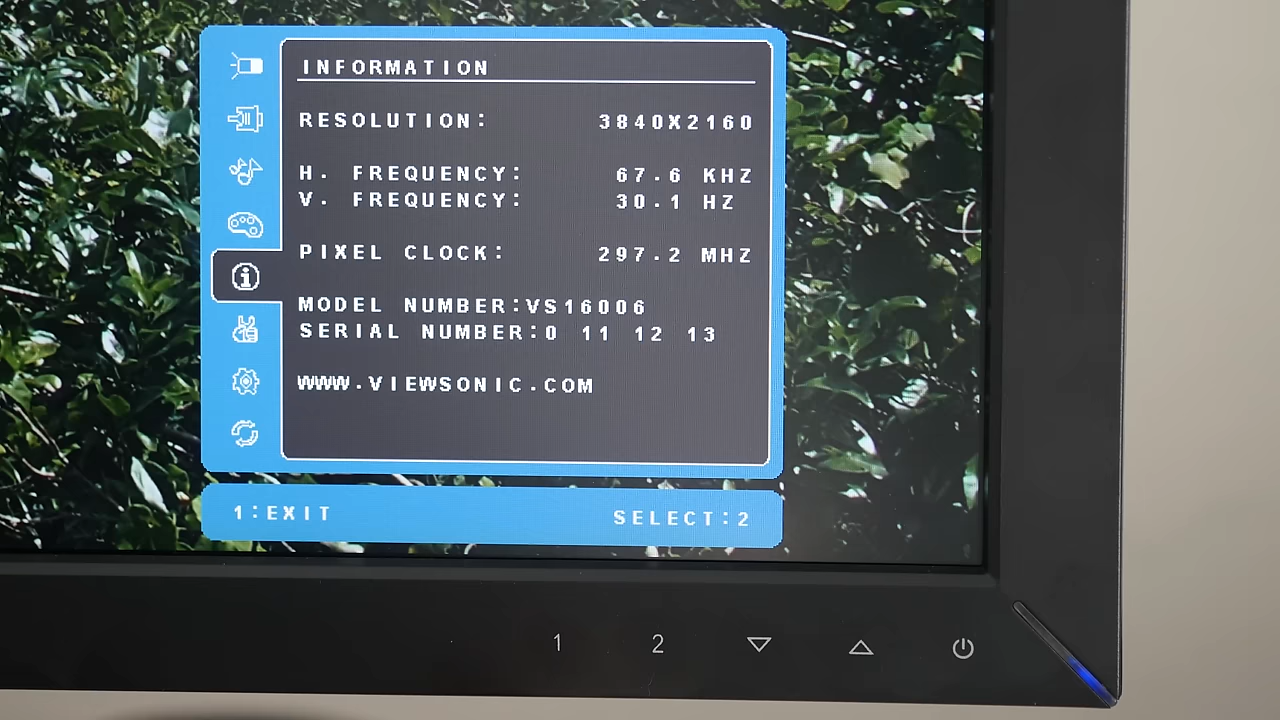 INFORMATION
RESOLUTION: 3840X2160
H. FREQUENCY: 67.6 KHZ
V. FREQUENCY: 30.1 HZ
PIXEL CLOCK: 297.2 MHZ
MODEL NUMBER:VS16006
SERIAL NUMBER:0 11 12 13
WWW.VIEWSONIC.COM
1:EXIT SELECT:2
1 2